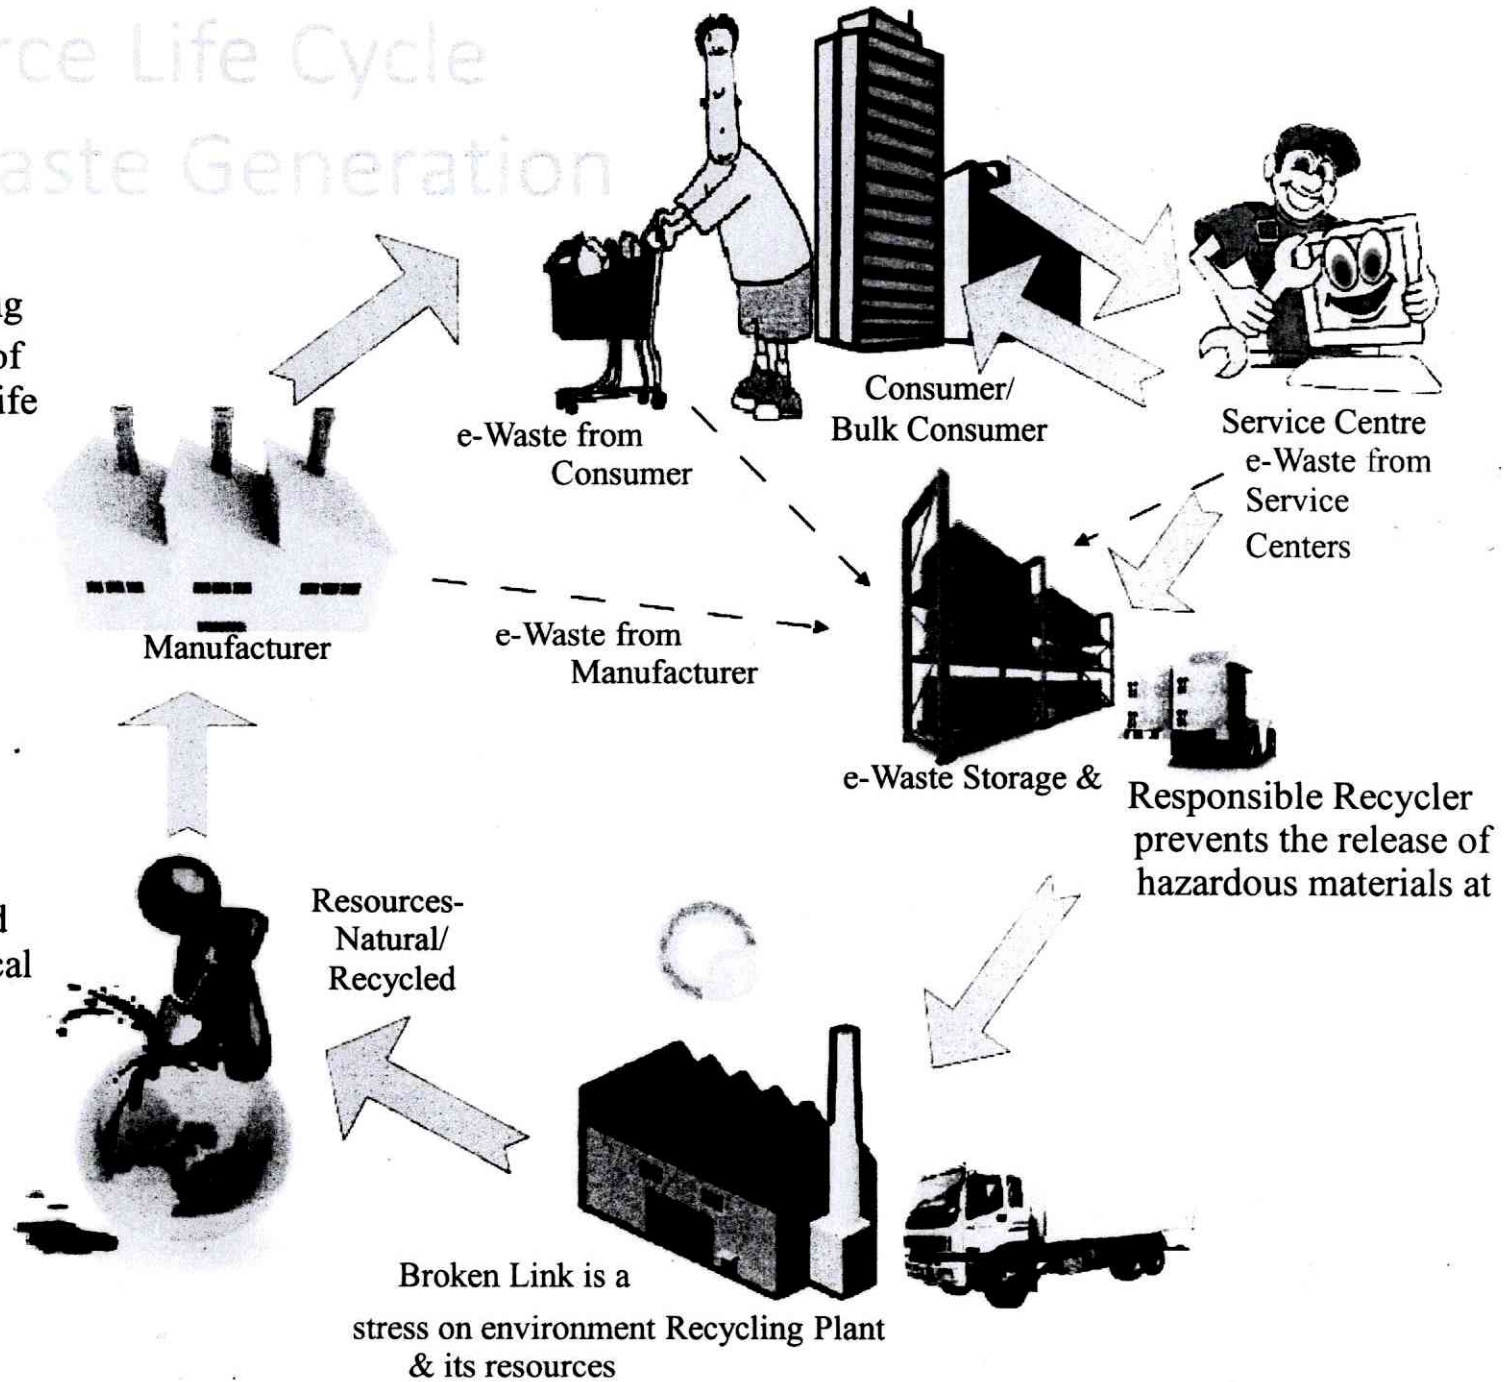 rce Life Cycle
aste Generation
ng
of
ife
Manufacturer
e-Waste from
Consumer
Consumer/
Bulk Consumer
Service Centre
e-Waste from
Service
Centers
e-Waste from
Manufacturer
e-Waste Storage &
Responsible Recycler
prevents the release of
hazardous materials at
d
cal
Resources-
Natural/
Recycled
Broken Link is a
stress on environment Recycling Plant
& its resources